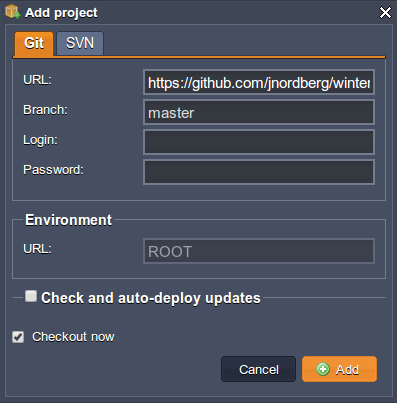 Add project
Git SVN
URL: https://github.com/jnordberg/winter
Branch: master
Login:
Password:
Environment
URL: ROOT
Check and auto-deploy updates
Checkout now
Cancel Add